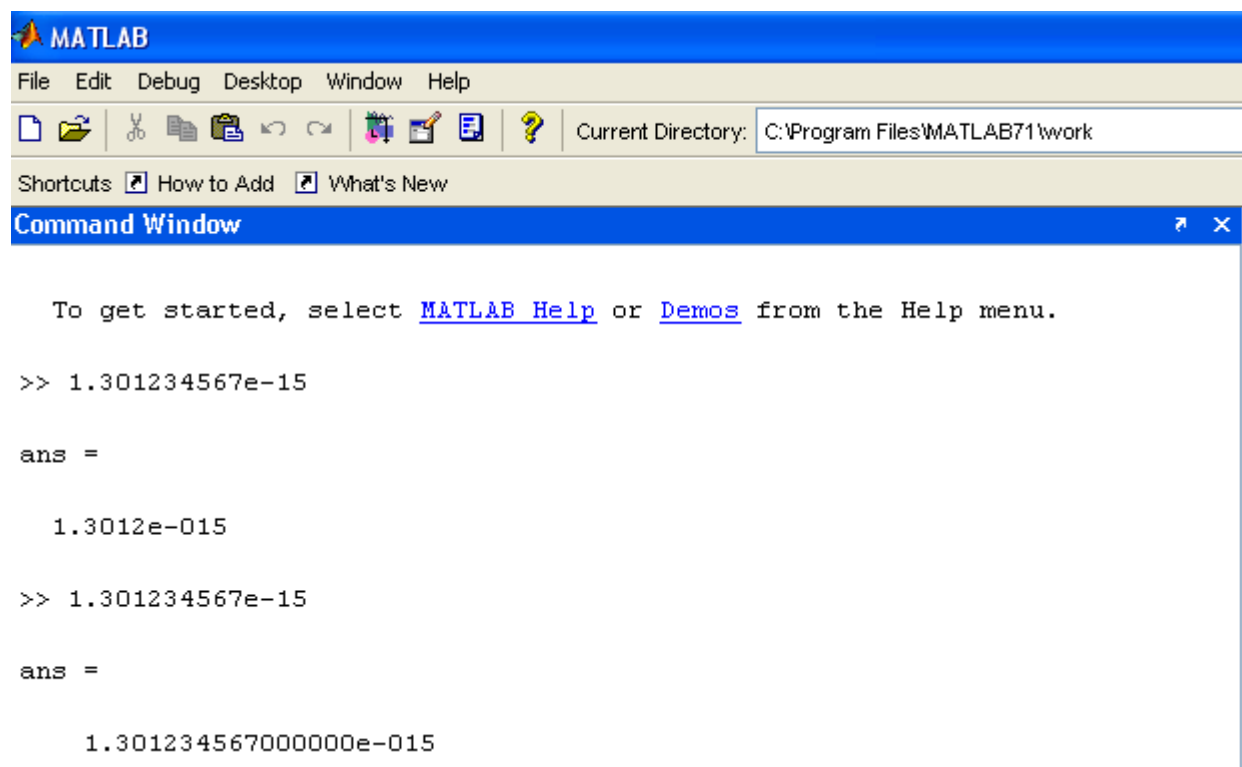 MATLAB
File Edit Debug Desktop Window Help
Current Directory: C:\Program Files\MATLAB71\work
Shortcuts How to Add What's New
Command Window
To get started, select MATLAB Help or Demos from the Help menu.
>> 1.301234567e-15
ans =
1.3012e-015
>> 1.301234567e-15
ans =
1.301234567000000e-015